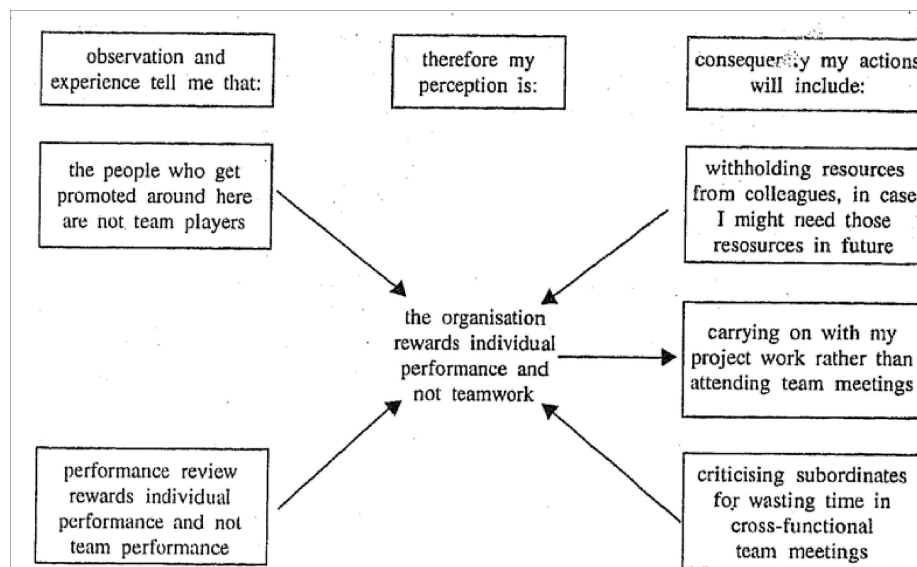 observation and
experience tell me that:
therefore my
perception is:
consequently my actions
will include:
the people who get
promoted around here
are not team players
withholding resources
from colleagues, in case
I might need those
resosurces in future
the organisation
rewards individual
performance and
not teamwork
carrying on with my
project work rather than
attending team meetings
performance review
rewards individual
performance and not
team performance
criticising subordinates
for wasting time in
cross-functional
team meetings